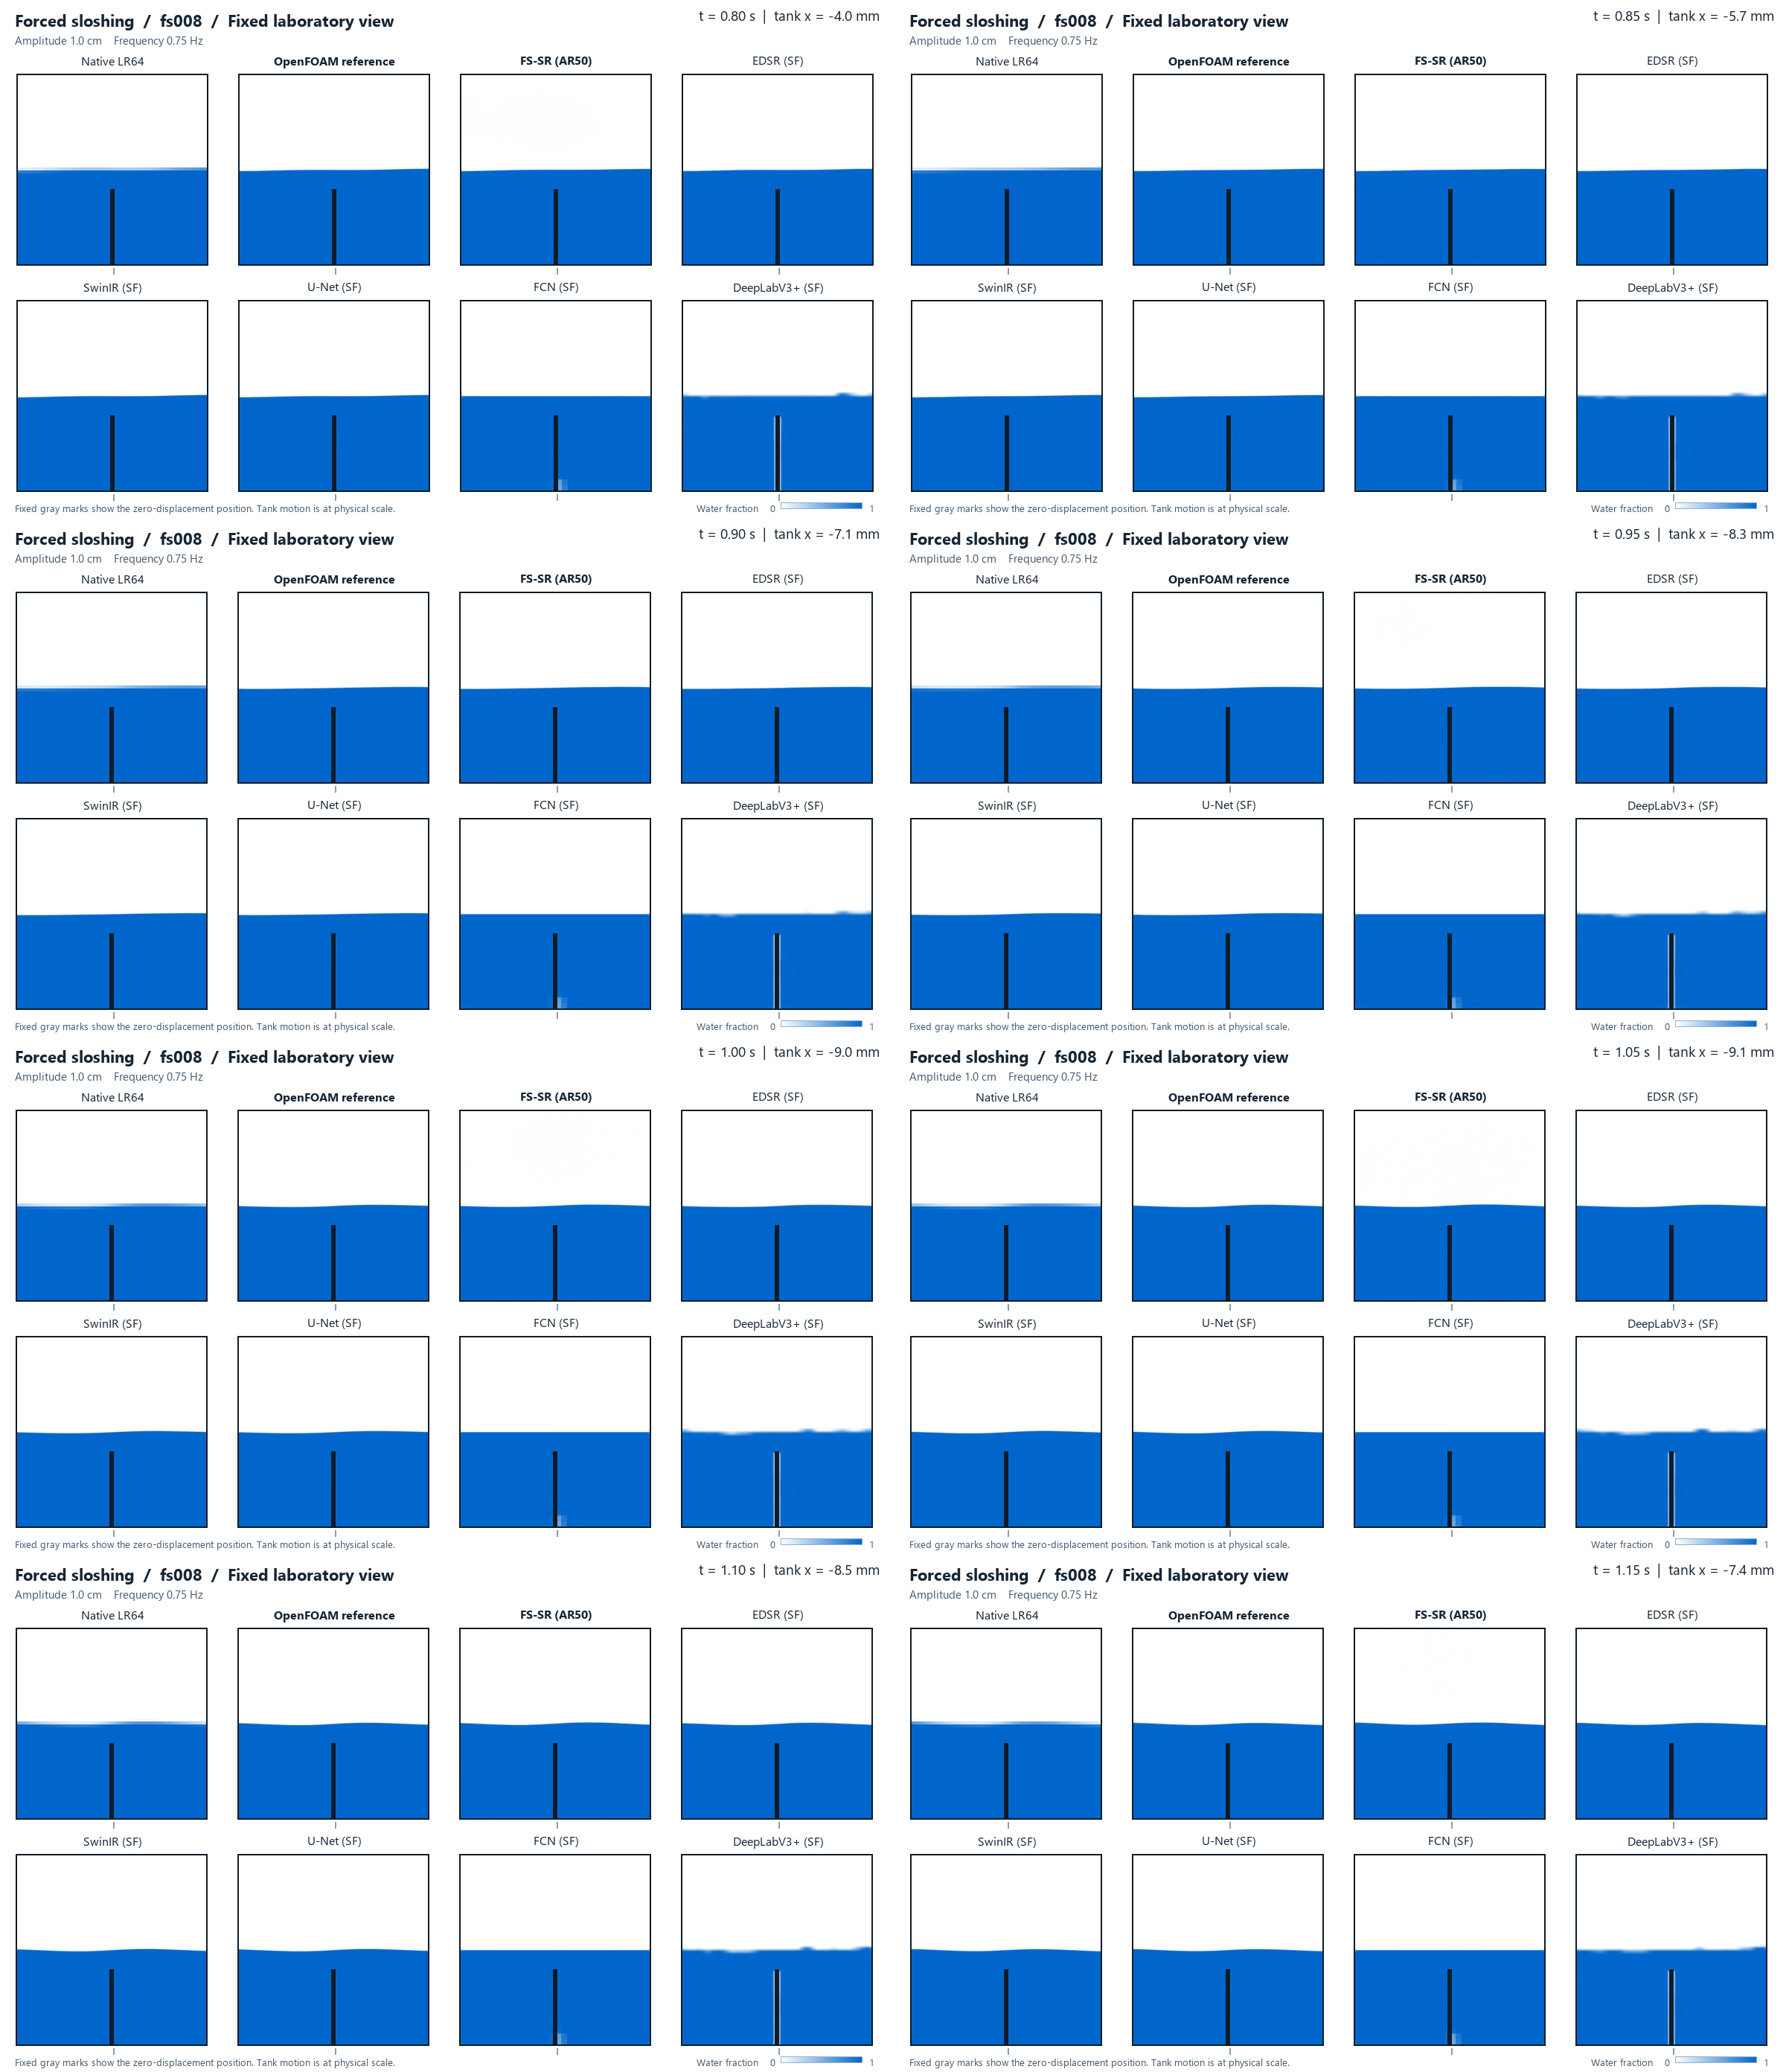 Forced sloshing / fs008 / Fixed laboratory view
t = 0.80 s | tank x = -4.0 mm
Amplitude 1.0 cm Frequency 0.75 Hz
Native LR64
OpenFOAM reference
FS-SR (AR50)
EDSR (SF)
SwinIR (SF)
U-Net (SF)
FCN (SF)
DeepLabV3+ (SF)
Fixed gray marks show the zero-displacement position. Tank motion is at physical scale.
Water fraction 0 1
Forced sloshing / fs008 / Fixed laboratory view
t = 0.85 s | tank x = -5.7 mm
Amplitude 1.0 cm Frequency 0.75 Hz
Native LR64
OpenFOAM reference
FS-SR (AR50)
EDSR (SF)
SwinIR (SF)
U-Net (SF)
FCN (SF)
DeepLabV3+ (SF)
Fixed gray marks show the zero-displacement position. Tank motion is at physical scale.
Water fraction 0 1
Forced sloshing / fs008 / Fixed laboratory view
t = 0.90 s | tank x = -7.1 mm
Amplitude 1.0 cm Frequency 0.75 Hz
Native LR64
OpenFOAM reference
FS-SR (AR50)
EDSR (SF)
SwinIR (SF)
U-Net (SF)
FCN (SF)
DeepLabV3+ (SF)
Fixed gray marks show the zero-displacement position. Tank motion is at physical scale.
Water fraction 0 1
Forced sloshing / fs008 / Fixed laboratory view
t = 0.95 s | tank x = -8.3 mm
Amplitude 1.0 cm Frequency 0.75 Hz
Native LR64
OpenFOAM reference
FS-SR (AR50)
EDSR (SF)
SwinIR (SF)
U-Net (SF)
FCN (SF)
DeepLabV3+ (SF)
Fixed gray marks show the zero-displacement position. Tank motion is at physical scale.
Water fraction 0 1
Forced sloshing / fs008 / Fixed laboratory view
t = 1.00 s | tank x = -9.0 mm
Amplitude 1.0 cm Frequency 0.75 Hz
Native LR64
OpenFOAM reference
FS-SR (AR50)
EDSR (SF)
SwinIR (SF)
U-Net (SF)
FCN (SF)
DeepLabV3+ (SF)
Fixed gray marks show the zero-displacement position. Tank motion is at physical scale.
Water fraction 0 1
Forced sloshing / fs008 / Fixed laboratory view
t = 1.05 s | tank x = -9.1 mm
Amplitude 1.0 cm Frequency 0.75 Hz
Native LR64
OpenFOAM reference
FS-SR (AR50)
EDSR (SF)
SwinIR (SF)
U-Net (SF)
FCN (SF)
DeepLabV3+ (SF)
Fixed gray marks show the zero-displacement position. Tank motion is at physical scale.
Water fraction 0 1
Forced sloshing / fs008 / Fixed laboratory view
t = 1.10 s | tank x = -8.5 mm
Amplitude 1.0 cm Frequency 0.75 Hz
Native LR64
OpenFOAM reference
FS-SR (AR50)
EDSR (SF)
SwinIR (SF)
U-Net (SF)
FCN (SF)
DeepLabV3+ (SF)
Fixed gray marks show the zero-displacement position. Tank motion is at physical scale.
Water fraction 0 1
Forced sloshing / fs008 / Fixed laboratory view
t = 1.15 s | tank x = -7.4 mm
Amplitude 1.0 cm Frequency 0.75 Hz
Native LR64
OpenFOAM reference
FS-SR (AR50)
EDSR (SF)
SwinIR (SF)
U-Net (SF)
FCN (SF)
DeepLabV3+ (SF)
Fixed gray marks show the zero-displacement position. Tank motion is at physical scale.
Water fraction 0 1